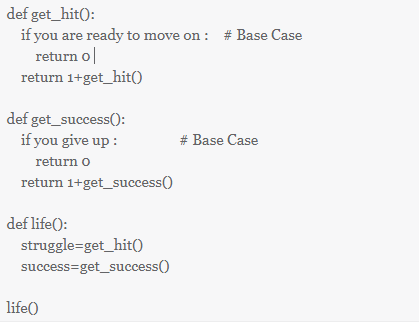 def get_hit():
if you are ready to move on : # Base Case
return 0
return 1+get_hit()
def get_success():
if you give up : # Base Case
return 0
return 1+get_success()
def life():
struggle=get_hit()
success=get_success()
life()